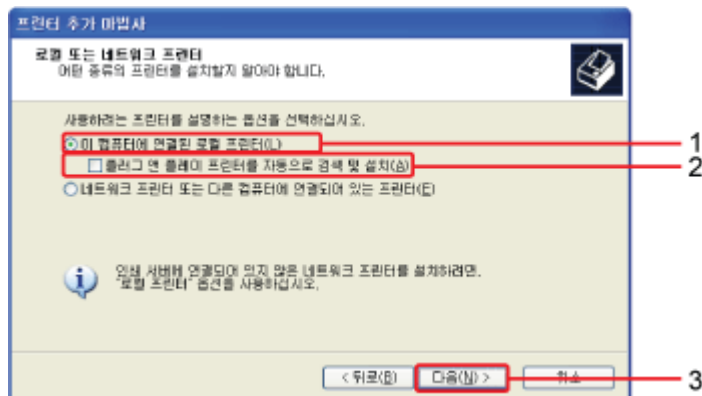 프린터 추가 마법사
로컬 또는 네트워크 프린터
어떤 종류의 프린터를 설치할지 알아야 합니다.
사용하려는 프린터를 설명하는 옵션을 선택하십시오.
이 컴퓨터에 연결된 로컬 프린터(L)
1
플러그 앤 플레이 프린터를 자동으로 검색 및 설치(A)
2
네트워크 프린터 또는 다른 컴퓨터에 연결되어 있는 프린터(E)
인쇄 서버에 연결되어 있지 않은 네트워크 프린터를 설치하려면,
"로컬 프린터" 옵션을 사용하십시오.
< 뒤로(B) 다음(N) > 취소
3